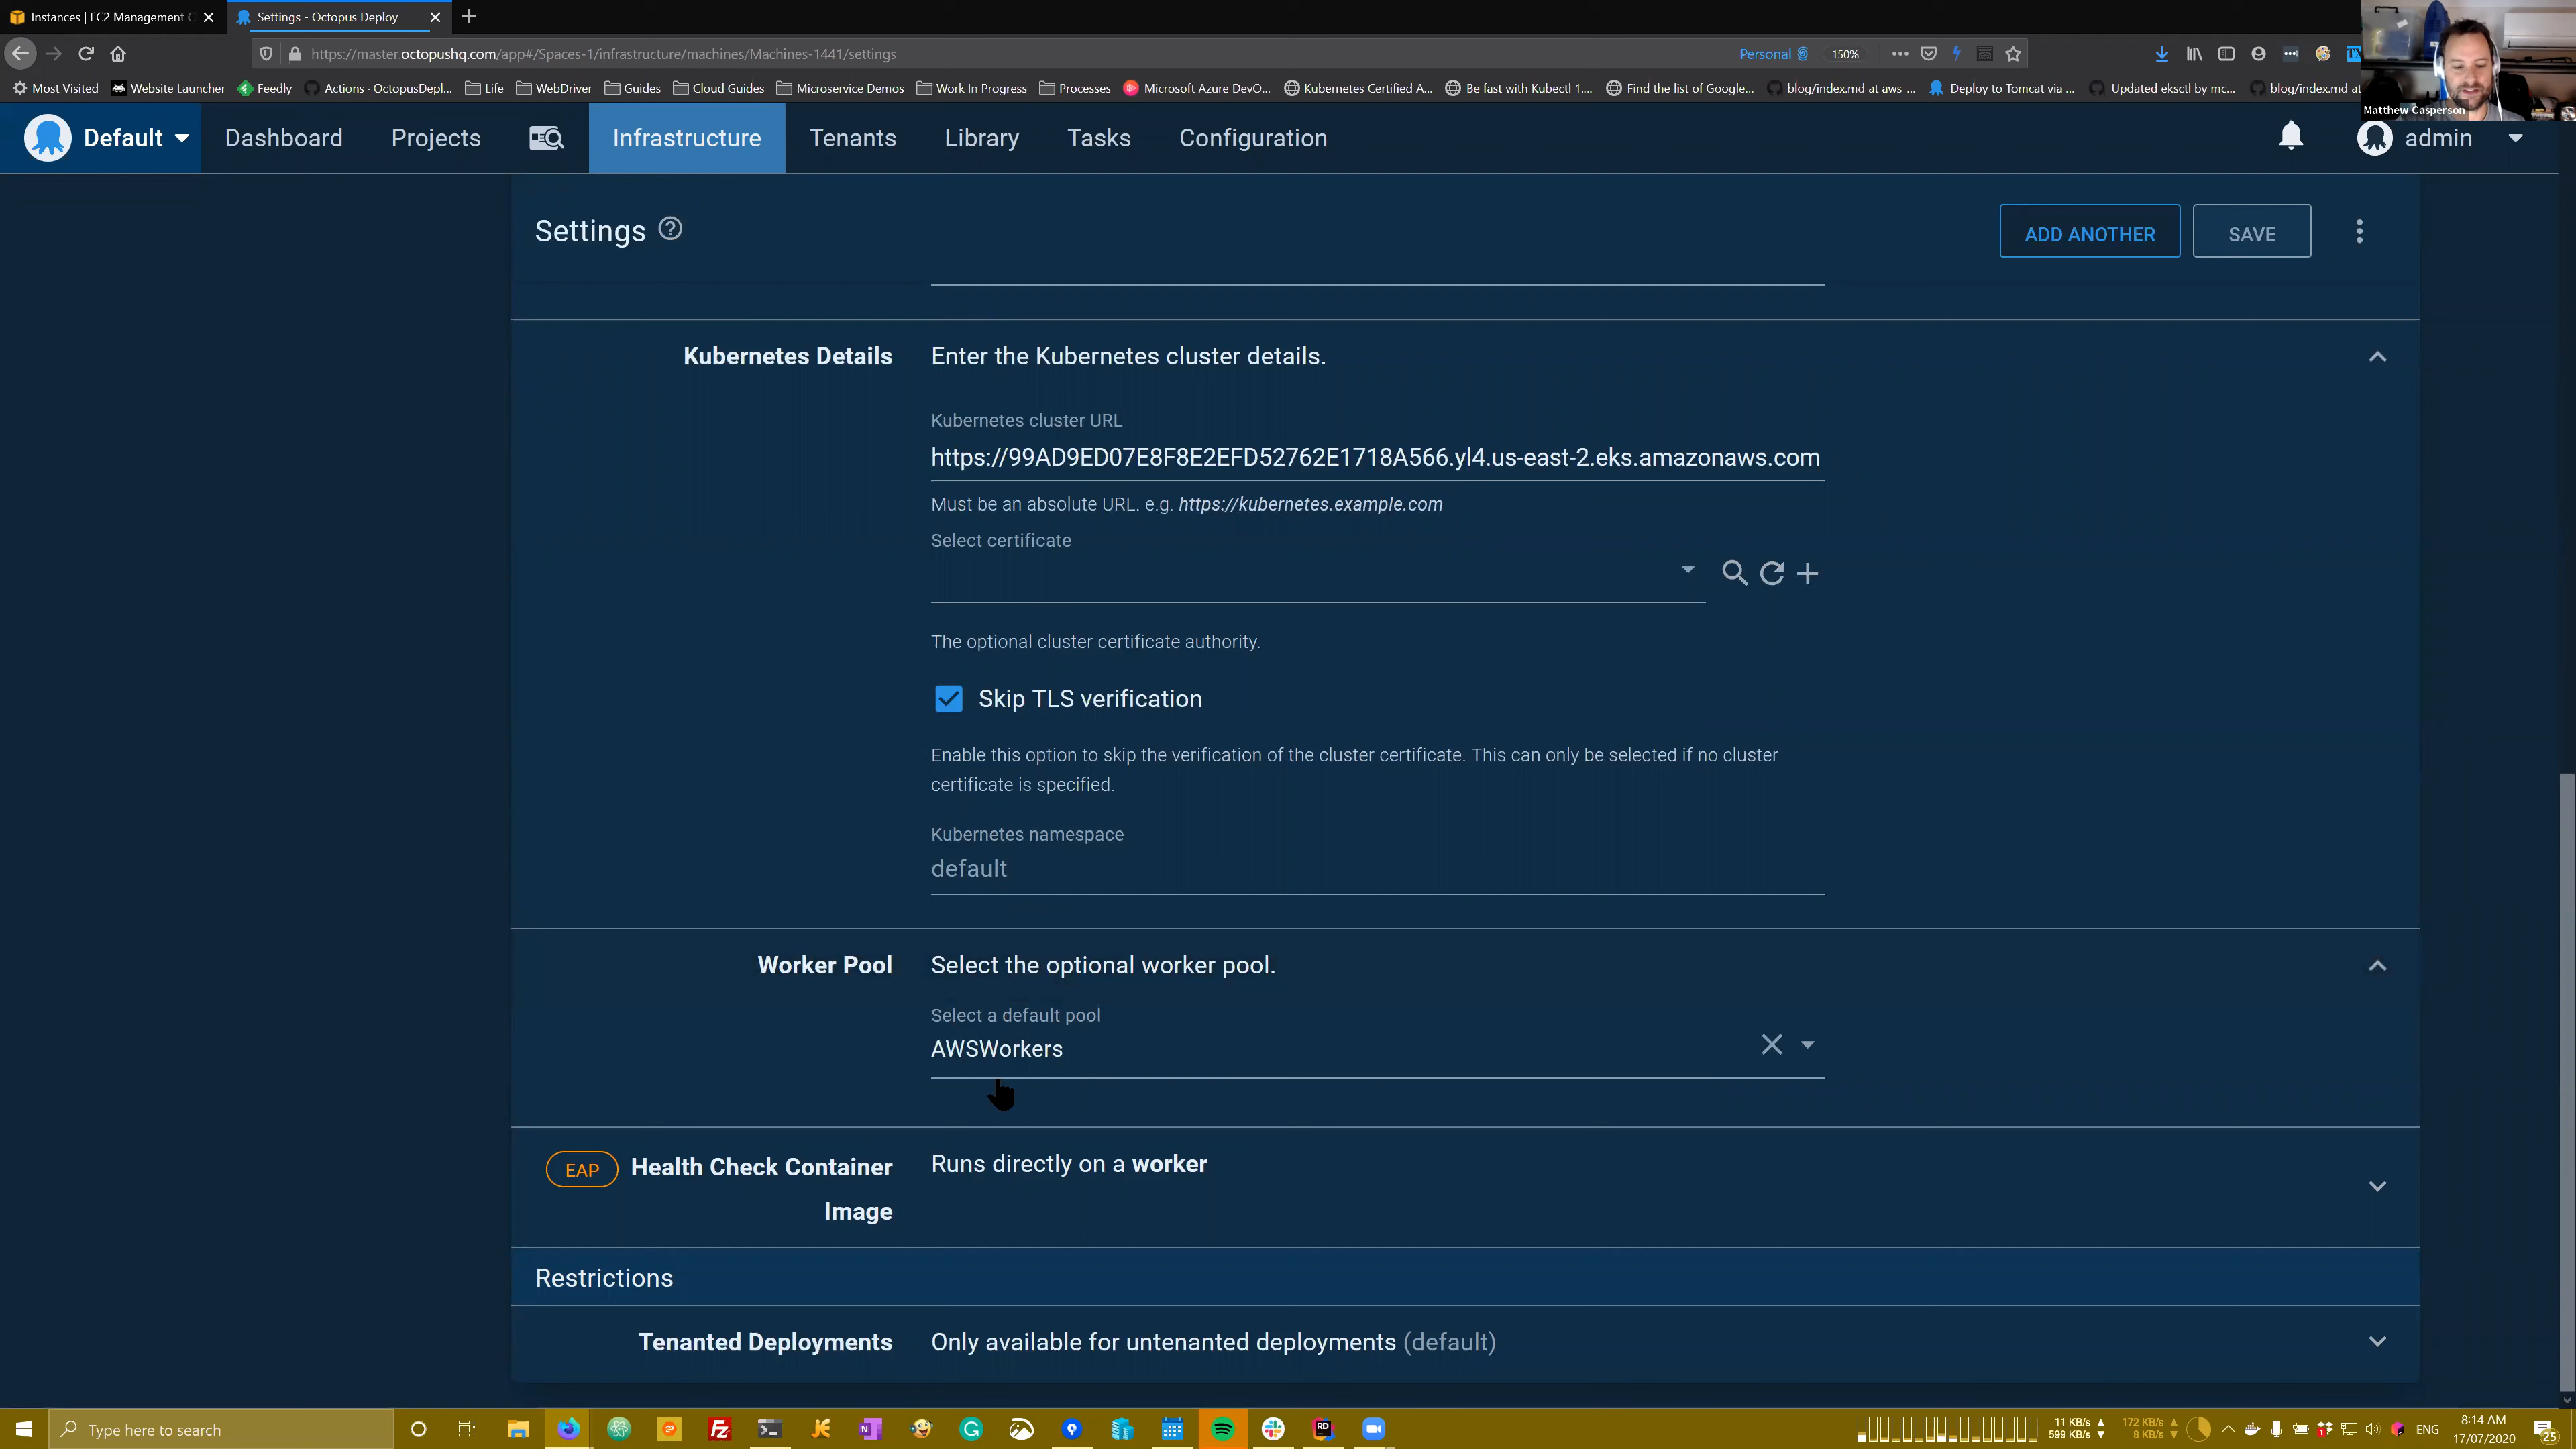 Instances | EC2 Management C
Settings - Octopus Deploy
https://master.octopushq.com/app#/Spaces-1/infrastructure/machines/Machines-1441/settings
Personal
150%
Most Visited
Website Launcher
Feedly
Actions · OctopusDepl...
Life
WebDriver
Guides
Cloud Guides
Microservice Demos
Work In Progress
Processes
Microsoft Azure DevO...
Kubernetes Certified A...
Be fast with Kubectl 1....
Find the list of Google...
blog/index.md at aws-...
Deploy to Tomcat via ...
Updated eksctl by mc...
blog/index.md at
Matthew Casperson
Default
Dashboard
Projects
Infrastructure
Tenants
Library
Tasks
Configuration
admin
Settings
ADD ANOTHER
SAVE
Kubernetes Details
Enter the Kubernetes cluster details.
Kubernetes cluster URL
https://99AD9ED07E8F8E2EFD52762E1718A566.yl4.us-east-2.eks.amazonaws.com
Must be an absolute URL. e.g. https://kubernetes.example.com
Select certificate
The optional cluster certificate authority.
Skip TLS verification
Enable this option to skip the verification of the cluster certificate. This can only be selected if no cluster
certificate is specified.
Kubernetes namespace
default
Worker Pool
Select the optional worker pool.
Select a default pool
AWSWorkers
EAP
Health Check Container
Image
Runs directly on a worker
Restrictions
Tenanted Deployments
Only available for untenanted deployments (default)
Type here to search
11 KB/s
599 KB/s
172 KB/s
8 KB/s
ENG
8:14 AM
17/07/2020
25